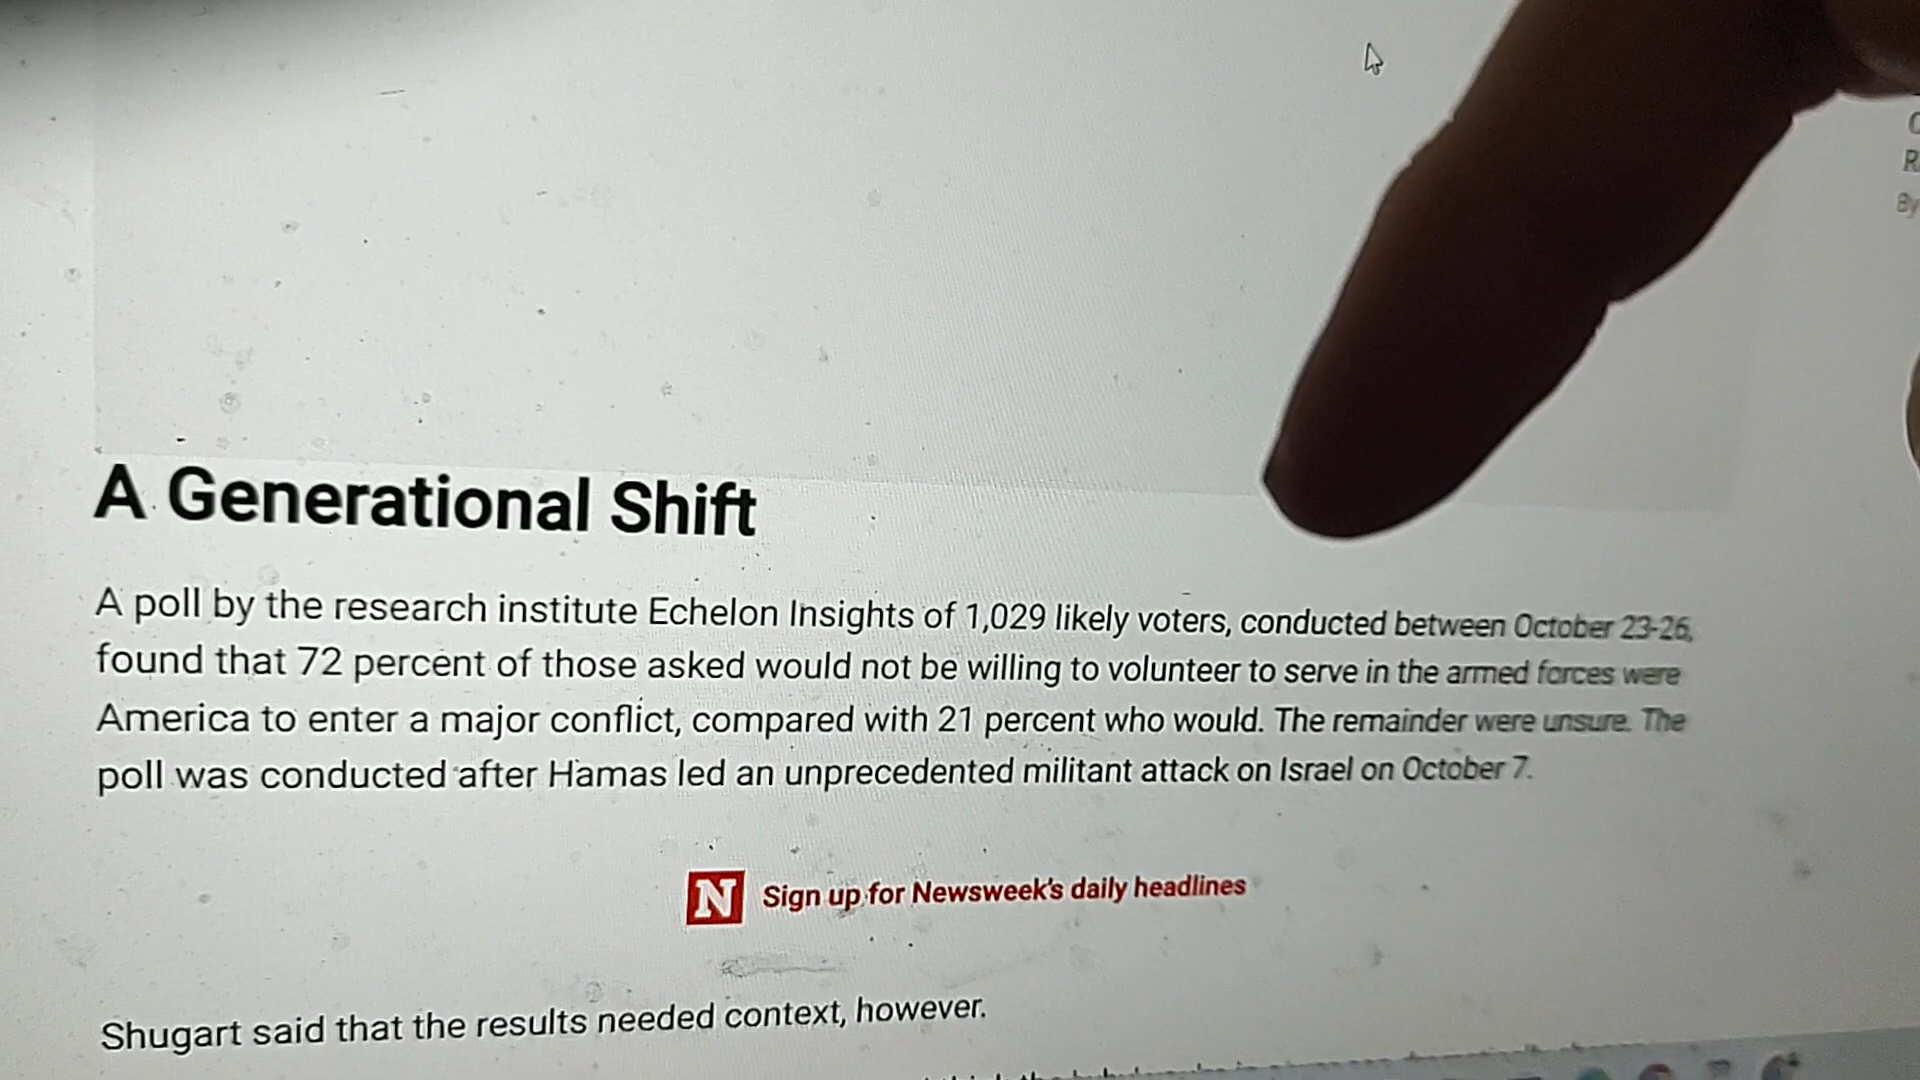 A Generational Shift
A poll by the research institute Echelon Insights of 1,029 likely voters, conducted between October 23-26,
found that 72 percent of those asked would not be willing to volunteer to serve in the armed forces were
America to enter a major conflict, compared with 21 percent who would. The remainder were unsure. The
poll was conducted after Hamas led an unprecedented militant attack on Israel on October 7.
N Sign up for Newsweek's daily headlines
Shugart said that the results needed context, however.
By